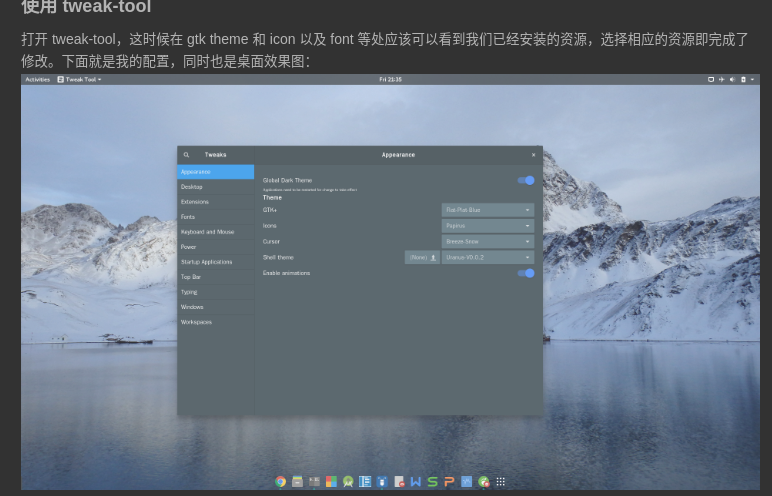 使用 tweak-tool
打开 tweak-tool，这时候在 gtk theme 和 icon 以及 font 等处应该可以看到我们已经安装的资源，选择相应的资源即完成了
修改。下面就是我的配置，同时也是桌面效果图：
Activities Tweak Tool Fri 21:35
Tweaks Appearance
Appearance
Desktop
Extensions
Fonts
Keyboard and Mouse
Power
Startup Applications
Top Bar
Typing
Windows
Workspaces
Global Dark Theme
Applications need to be restarted for change to take effect
Theme
GTK+ Flat-Plat Blue
Icons Papirus
Cursor Breeze Snow
Shell theme (None) Uranus-V0.0.2
Enable animations